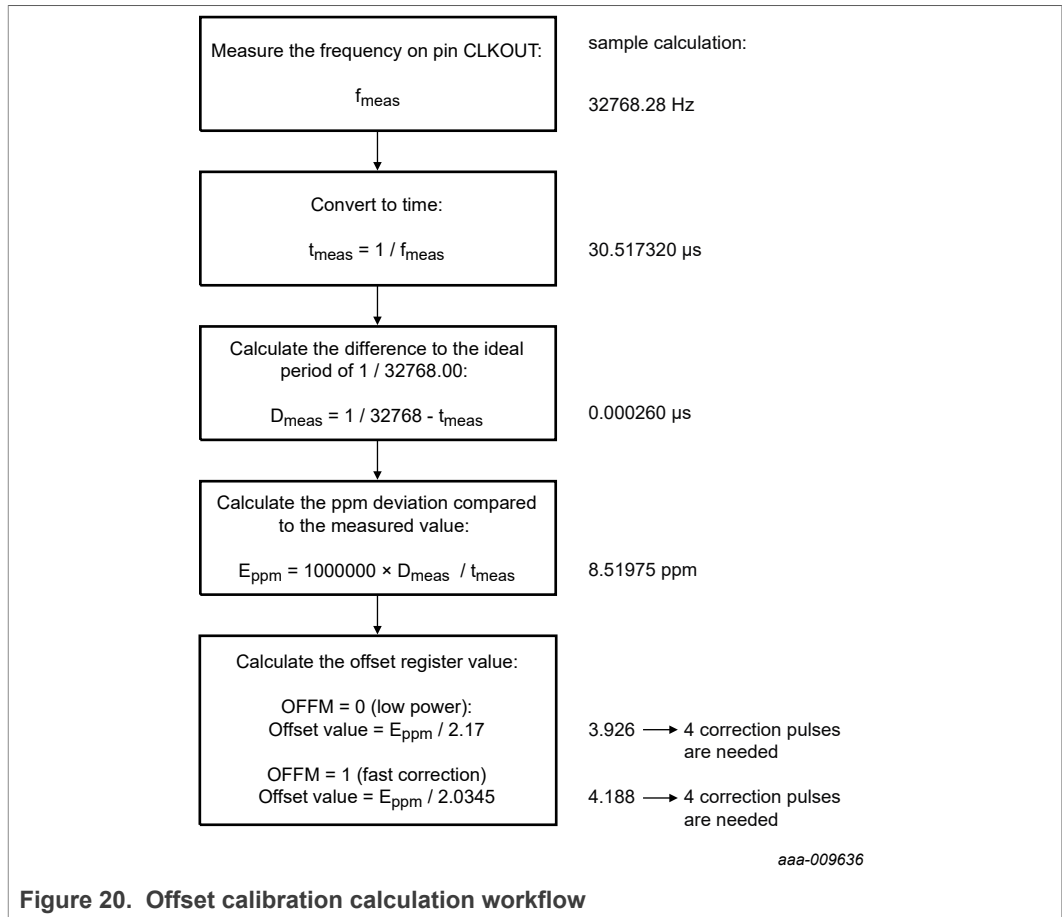 Measure the frequency on pin CLKOUT:
fmeas
sample calculation:
32768.28 Hz
Convert to time:
tmeas = 1 / fmeas
30.517320 µs
Calculate the difference to the ideal
period of 1 / 32768.00:
Dmeas = 1 / 32768 - tmeas
0.000260 µs
Calculate the ppm deviation compared
to the measured value:
Eppm = 1000000 × Dmeas / tmeas
8.51975 ppm
Calculate the offset register value:
OFFM = 0 (low power):
Offset value = Eppm / 2.17
3.926 → 4 correction pulses
are needed
OFFM = 1 (fast correction)
Offset value = Eppm / 2.0345
4.188 → 4 correction pulses
are needed
aaa-009636
Figure 20. Offset calibration calculation workflow